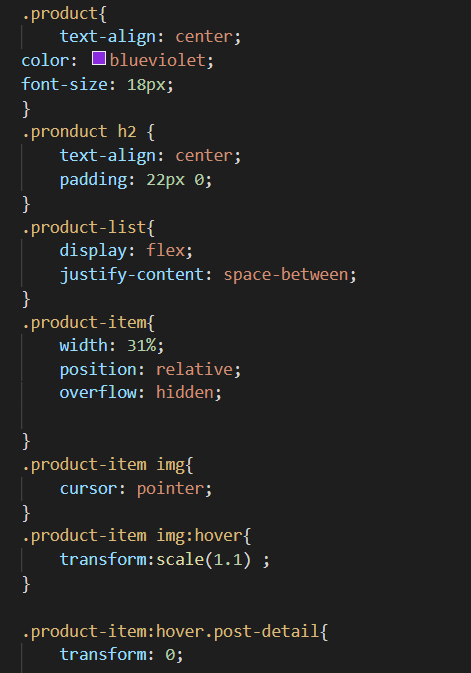 .product{
    text-align: center;
color: blueviolet;
font-size: 18px;
}
.pronduct h2 {
    text-align: center;
    padding: 22px 0;
}
.product-list{
    display: flex;
    justify-content: space-between;
}
.product-item{
    width: 31%;
    position: relative;
    overflow: hidden;

}
.product-item img{
    cursor: pointer;
}
.product-item img:hover{
    transform:scale(1.1) ;
}

.product-item:hover.post-detail{
    transform: 0;